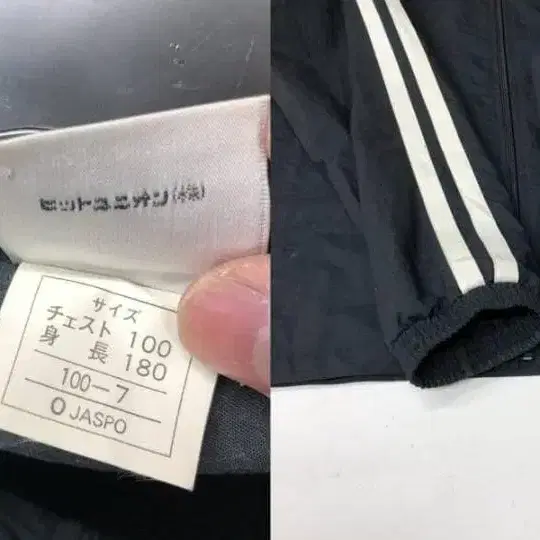 ヒットユニオン(株)
サイズ
チェスト 100
身 長 180
100-7
O JASPO